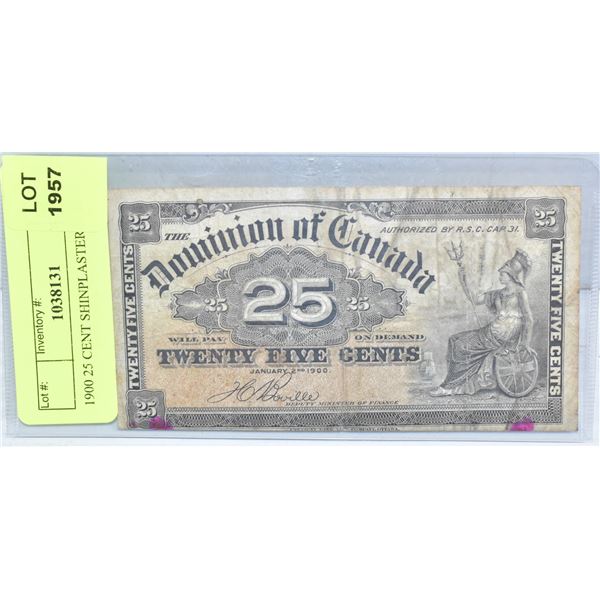 LOT 1957
Lot #:
Inventory #:
1038131
1900 25 CENT SHINPLASTER
25
25
THE
AUTHORIZED BY R.S.C. CAP. 31.
Dominion of Canada
TWENTY FIVE CENTS
TWENTY FIVE CENTS
25
25
25
WILL PAY
ON DEMAND
TWENTY FIVE CENTS
JANUARY 2ND 1900
H C Boville
DEPUTY MINISTER OF FINANCE
25